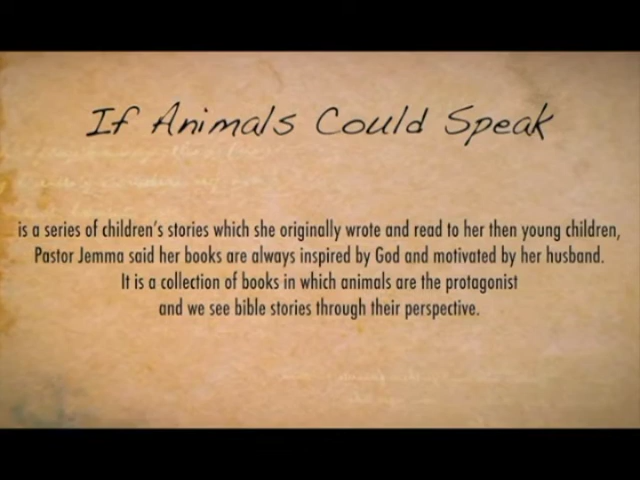 If Animals Could Speak
is a series of children's stories which she originally wrote and read to her then young children,
Pastor Jemma said her books are always inspired by God and motivated by her husband.
It is a collection of books in which animals are the protagonist
and we see bible stories through their perspective.